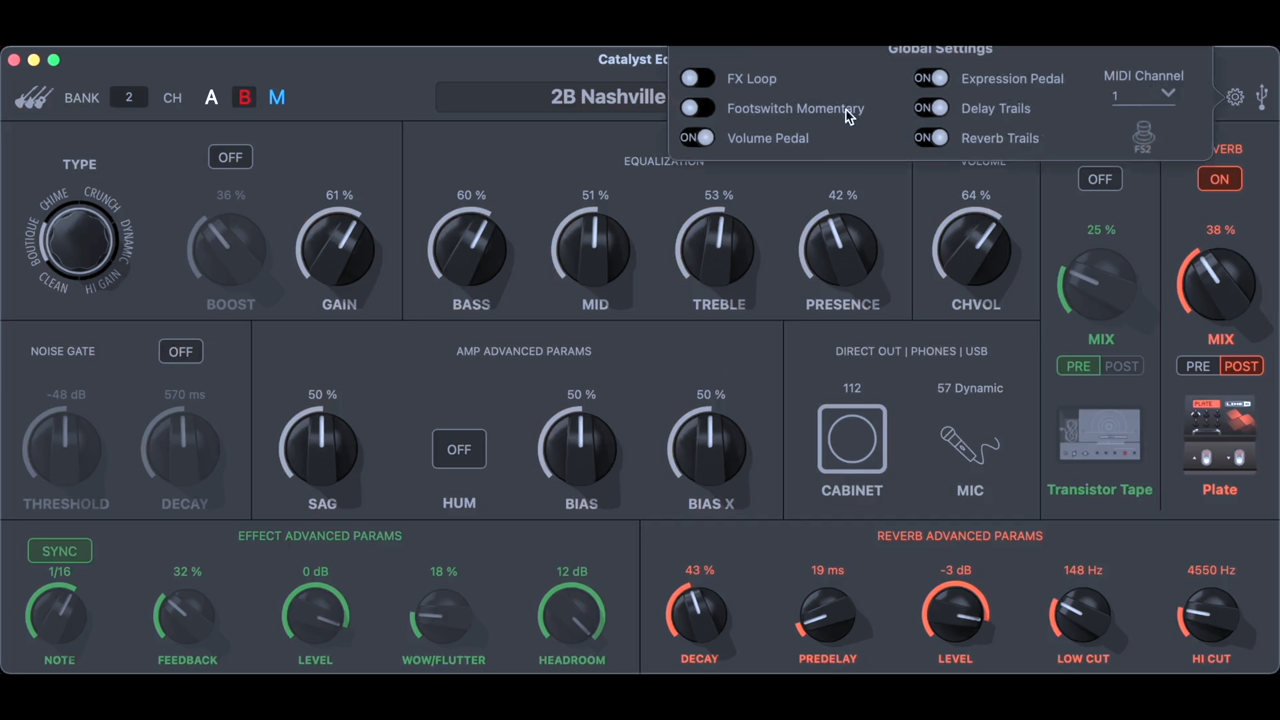 Global Settings
Catalyst Ed
FX Loop
ON
Expression Pedal
MIDI Channel
1
BANK
2
CH
A
B
M
2B Nashville
Footswitch Momentary
ON
Delay Trails
ON
Volume Pedal
ON
Reverb Trails
FS2
TYPE
CHIME
CRUNCH
BOUTIQUE
DYNAMIC
CLEAN
HI GAIN
OFF
36 %
BOOST
61 %
GAIN
EQUALIZATION
60 %
BASS
51 %
MID
53 %
TREBLE
42 %
PRESENCE
VOLUME
64 %
CHVOL
OFF
25 %
MIX
PRE
POST
Transistor Tape
VERB
ON
38 %
MIX
PRE
POST
PLATE
Plate
NOISE GATE
OFF
-48 dB
THRESHOLD
570 ms
DECAY
AMP ADVANCED PARAMS
50 %
SAG
OFF
HUM
50 %
BIAS
50 %
BIAS X
DIRECT OUT | PHONES | USB
112
CABINET
57 Dynamic
MIC
EFFECT ADVANCED PARAMS
SYNC
1/16
NOTE
32 %
FEEDBACK
0 dB
LEVEL
18 %
WOW/FLUTTER
12 dB
HEADROOM
REVERB ADVANCED PARAMS
43 %
DECAY
19 ms
PREDELAY
-3 dB
LEVEL
148 Hz
LOW CUT
4550 Hz
HI CUT